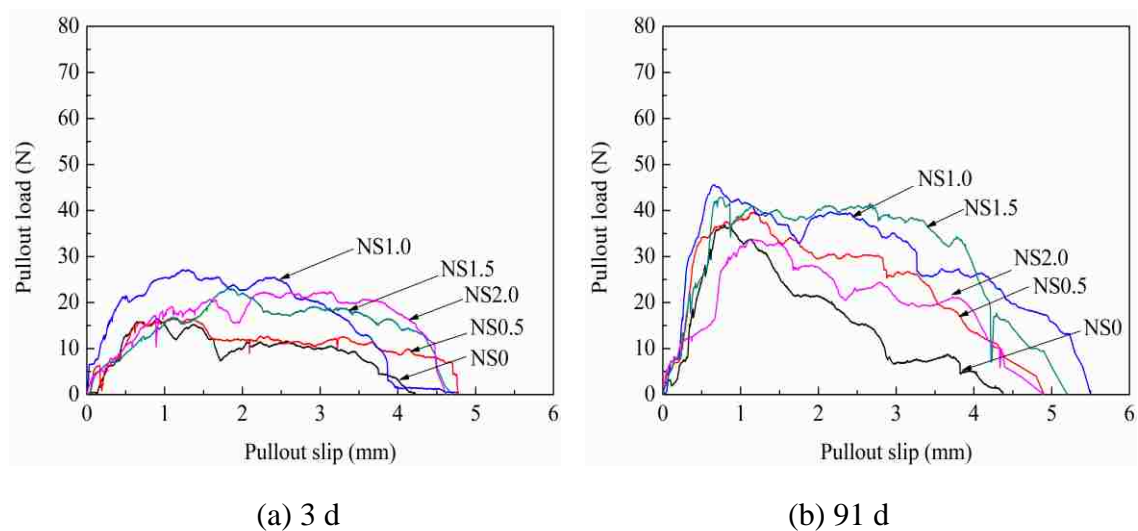 80
70
60
50
40
30
20
10
0
Pullout load (N)
NS1.0
NS1.5
NS2.0
NS0.5
NS0
0 1 2 3 4 5 6
Pullout slip (mm)
(a) 3 d
80
70
60
50
40
30
20
10
0
Pullout load (N)
NS1.0
NS1.5
NS2.0
NS0.5
NS0
0 1 2 3 4 5 6
Pullout slip (mm)
(b) 91 d